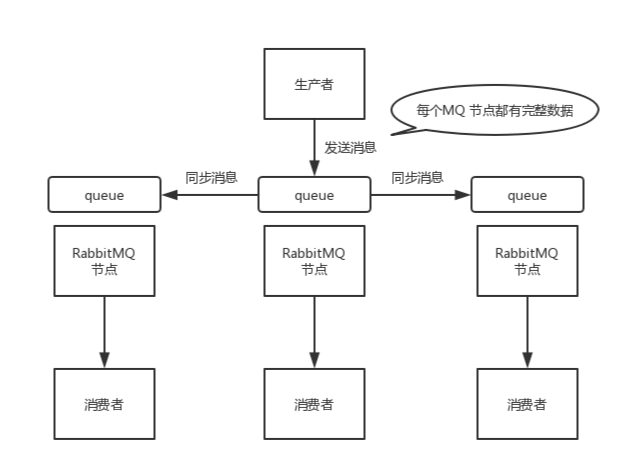 生产者
每个MQ 节点都有完整数据
发送消息
同步消息
同步消息
queue
queue
queue
RabbitMQ
节点
RabbitMQ
节点
RabbitMQ
节点
消费者
消费者
消费者